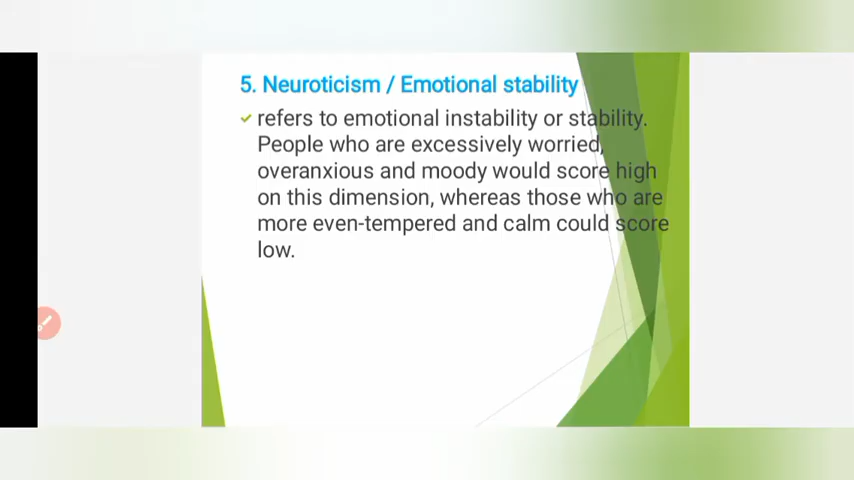 5. Neuroticism / Emotional stability
refers to emotional instability or stability.
People who are excessively worried,
overanxious and moody would score high
on this dimension, whereas those who are
more even-tempered and calm could score
low.